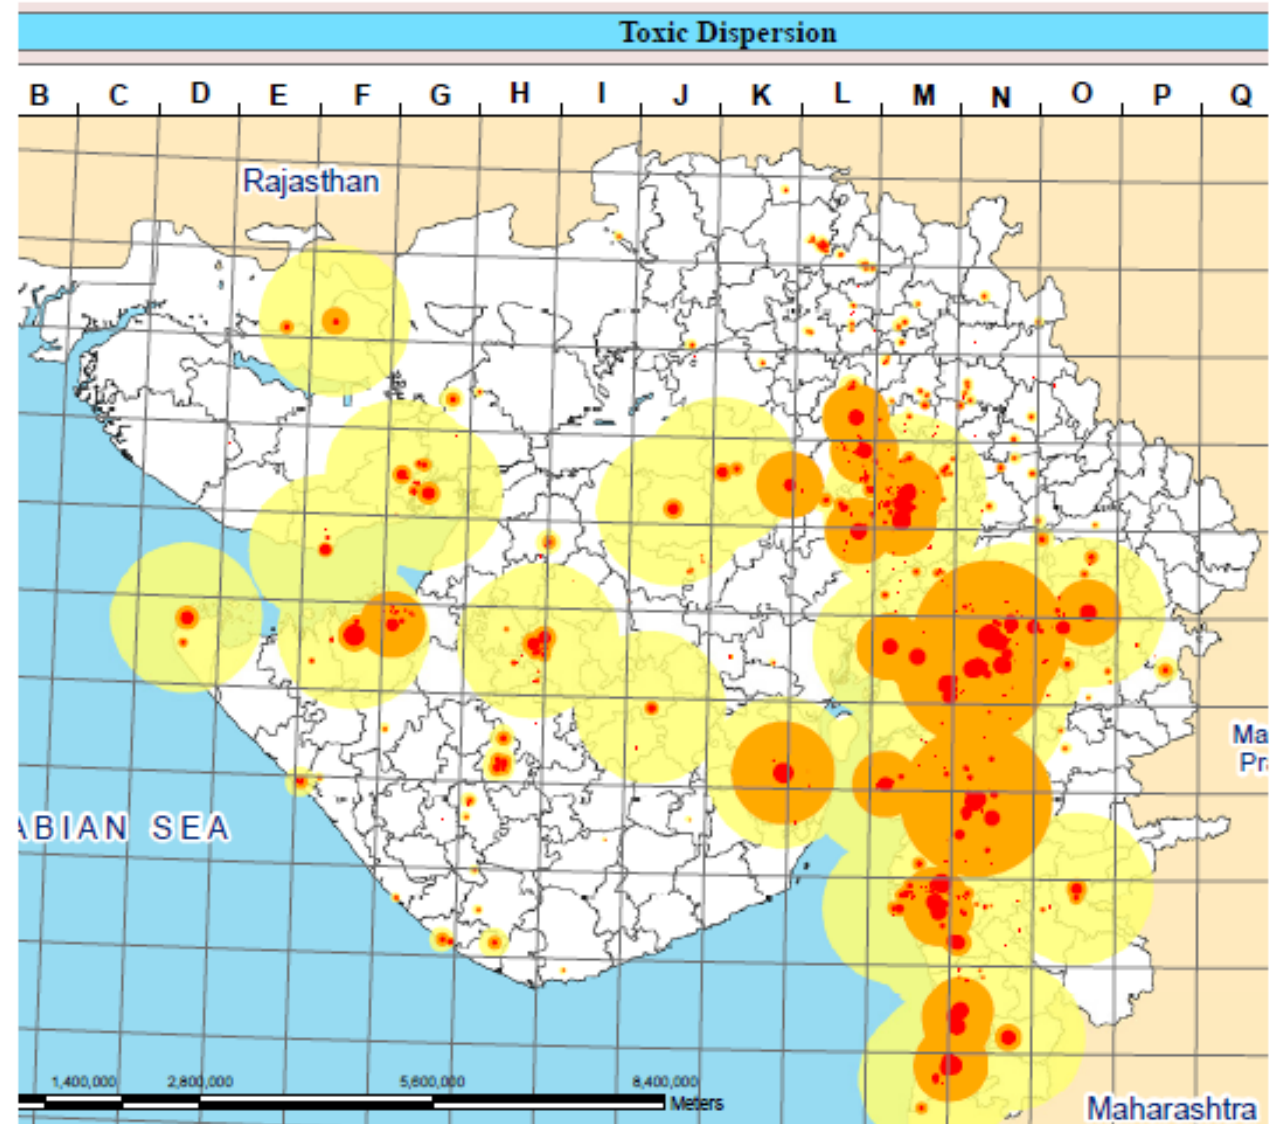 Toxic Dispersion
B C D E F G H I J K L M N O P Q
Rajasthan
Ma
Pra
ABIAN SEA
1,400,000 2,800,000 5,600,000 8,400,000
Meters
Maharashtra